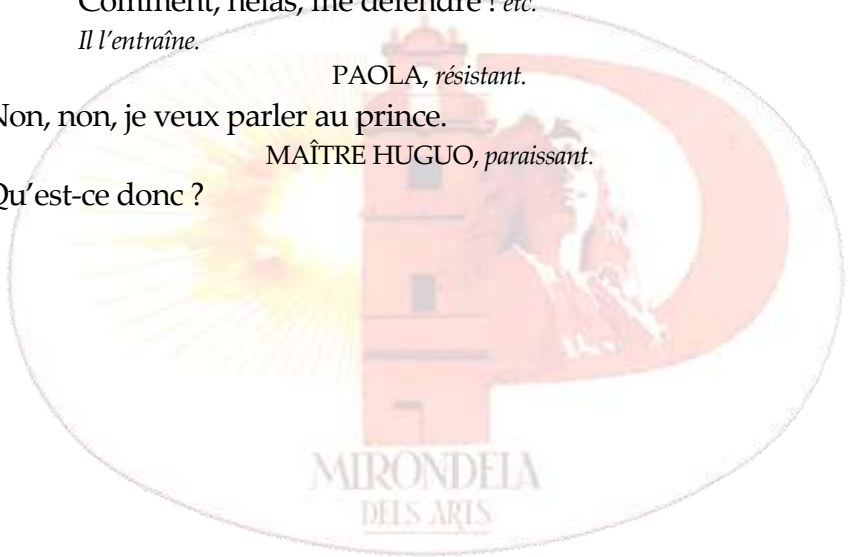 Comment, hélas, me défendre ! etc.
Il l’entraîne.
PAOLA, résistant.
Non, non, je veux parler au prince.
MAÎTRE HUGUO, paraissant.
Qu’est-ce donc ?
MIRONDELA
DELS ARTS